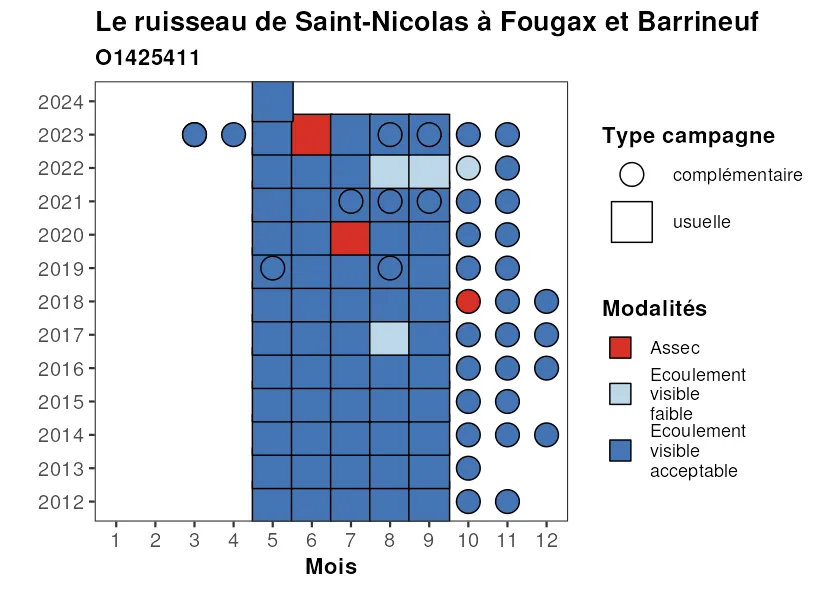 Le ruisseau de Saint-Nicolas à Fougax et Barrineuf
O1425411
2024
2023
2022
2021
2020
2019
2018
2017
2016
2015
2014
2013
2012
1 2 3 4 5 6 7 8 9 10 11 12
Mois
Type campagne
complémentaire
usuelle
Modalités
Assec
Ecoulement
visible
faible
Ecoulement
visible
acceptable